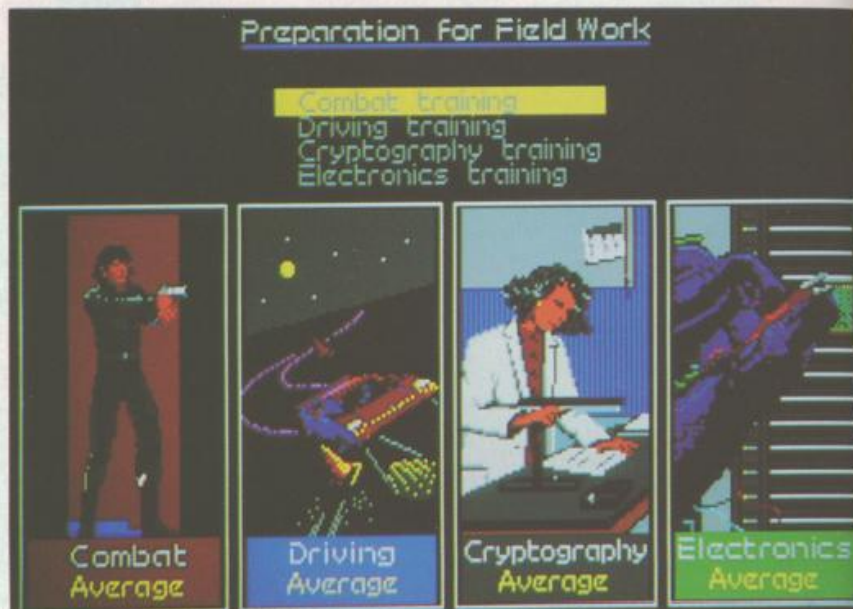 Preparation for Field Work
Combat training
Driving training
Cryptography training
Electronics training
Combat
Average
Driving
Average
Cryptography
Average
Electronics
Average